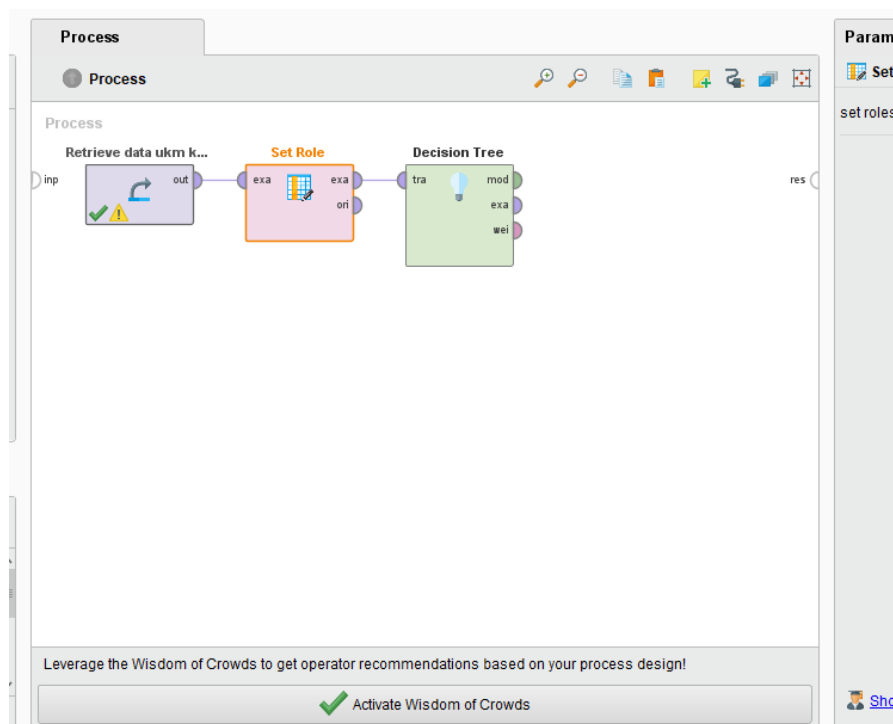 Process
Param
Process
Set
set roles
Process
Retrieve data ukm k...
Set Role
Decision Tree
inp
out
exa
exa
tra
mod
res
ori
exa
wei
Leverage the Wisdom of Crowds to get operator recommendations based on your process design!
Activate Wisdom of Crowds
Sho